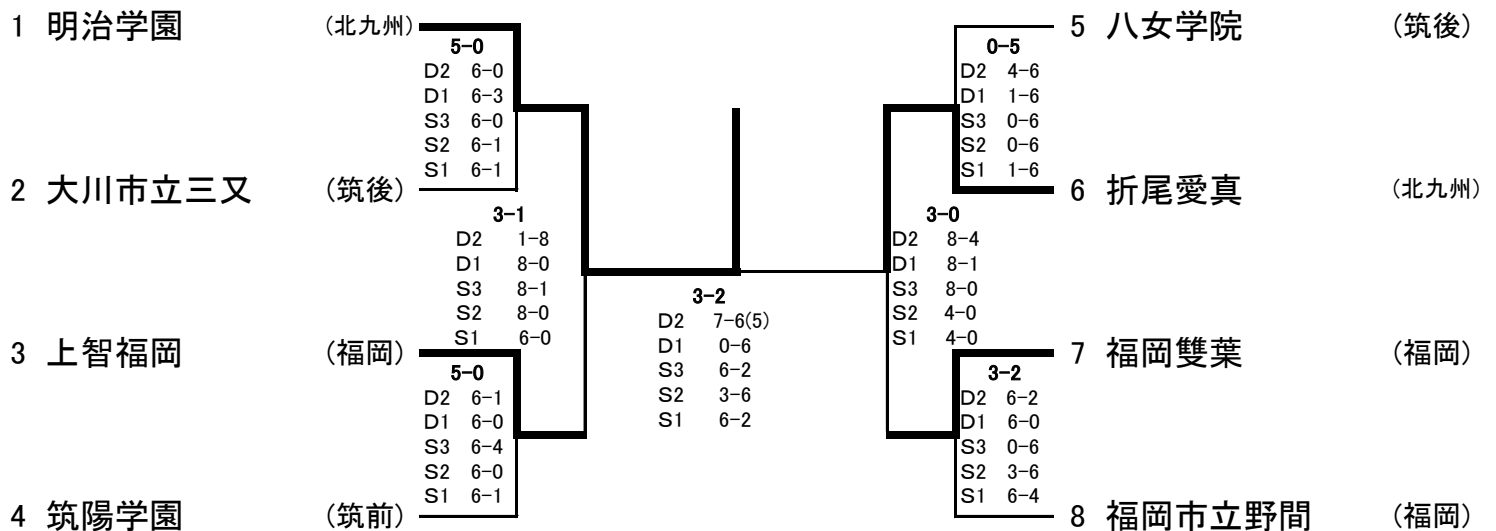 1 明治学園 (北九州)
5-0
D2 6-0
D1 6-3
S3 6-0
S2 6-1
S1 6-1
2 大川市立三又 (筑後)
3-1
D2 1-8
D1 8-0
S3 8-1
S2 8-0
S1 6-0
3 上智福岡 (福岡)
5-0
D2 6-1
D1 6-0
S3 6-4
S2 6-0
S1 6-1
4 筑陽学園 (筑前)
3-2
D2 7-6(5)
D1 0-6
S3 6-2
S2 3-6
S1 6-2
5 八女学院 (筑後)
0-5
D2 4-6
D1 1-6
S3 0-6
S2 0-6
S1 1-6
6 折尾愛真 (北九州)
3-0
D2 8-4
D1 8-1
S3 8-0
S2 4-0
S1 4-0
7 福岡雙葉 (福岡)
3-2
D2 6-2
D1 6-0
S3 0-6
S2 3-6
S1 6-4
8 福岡市立野間 (福岡)